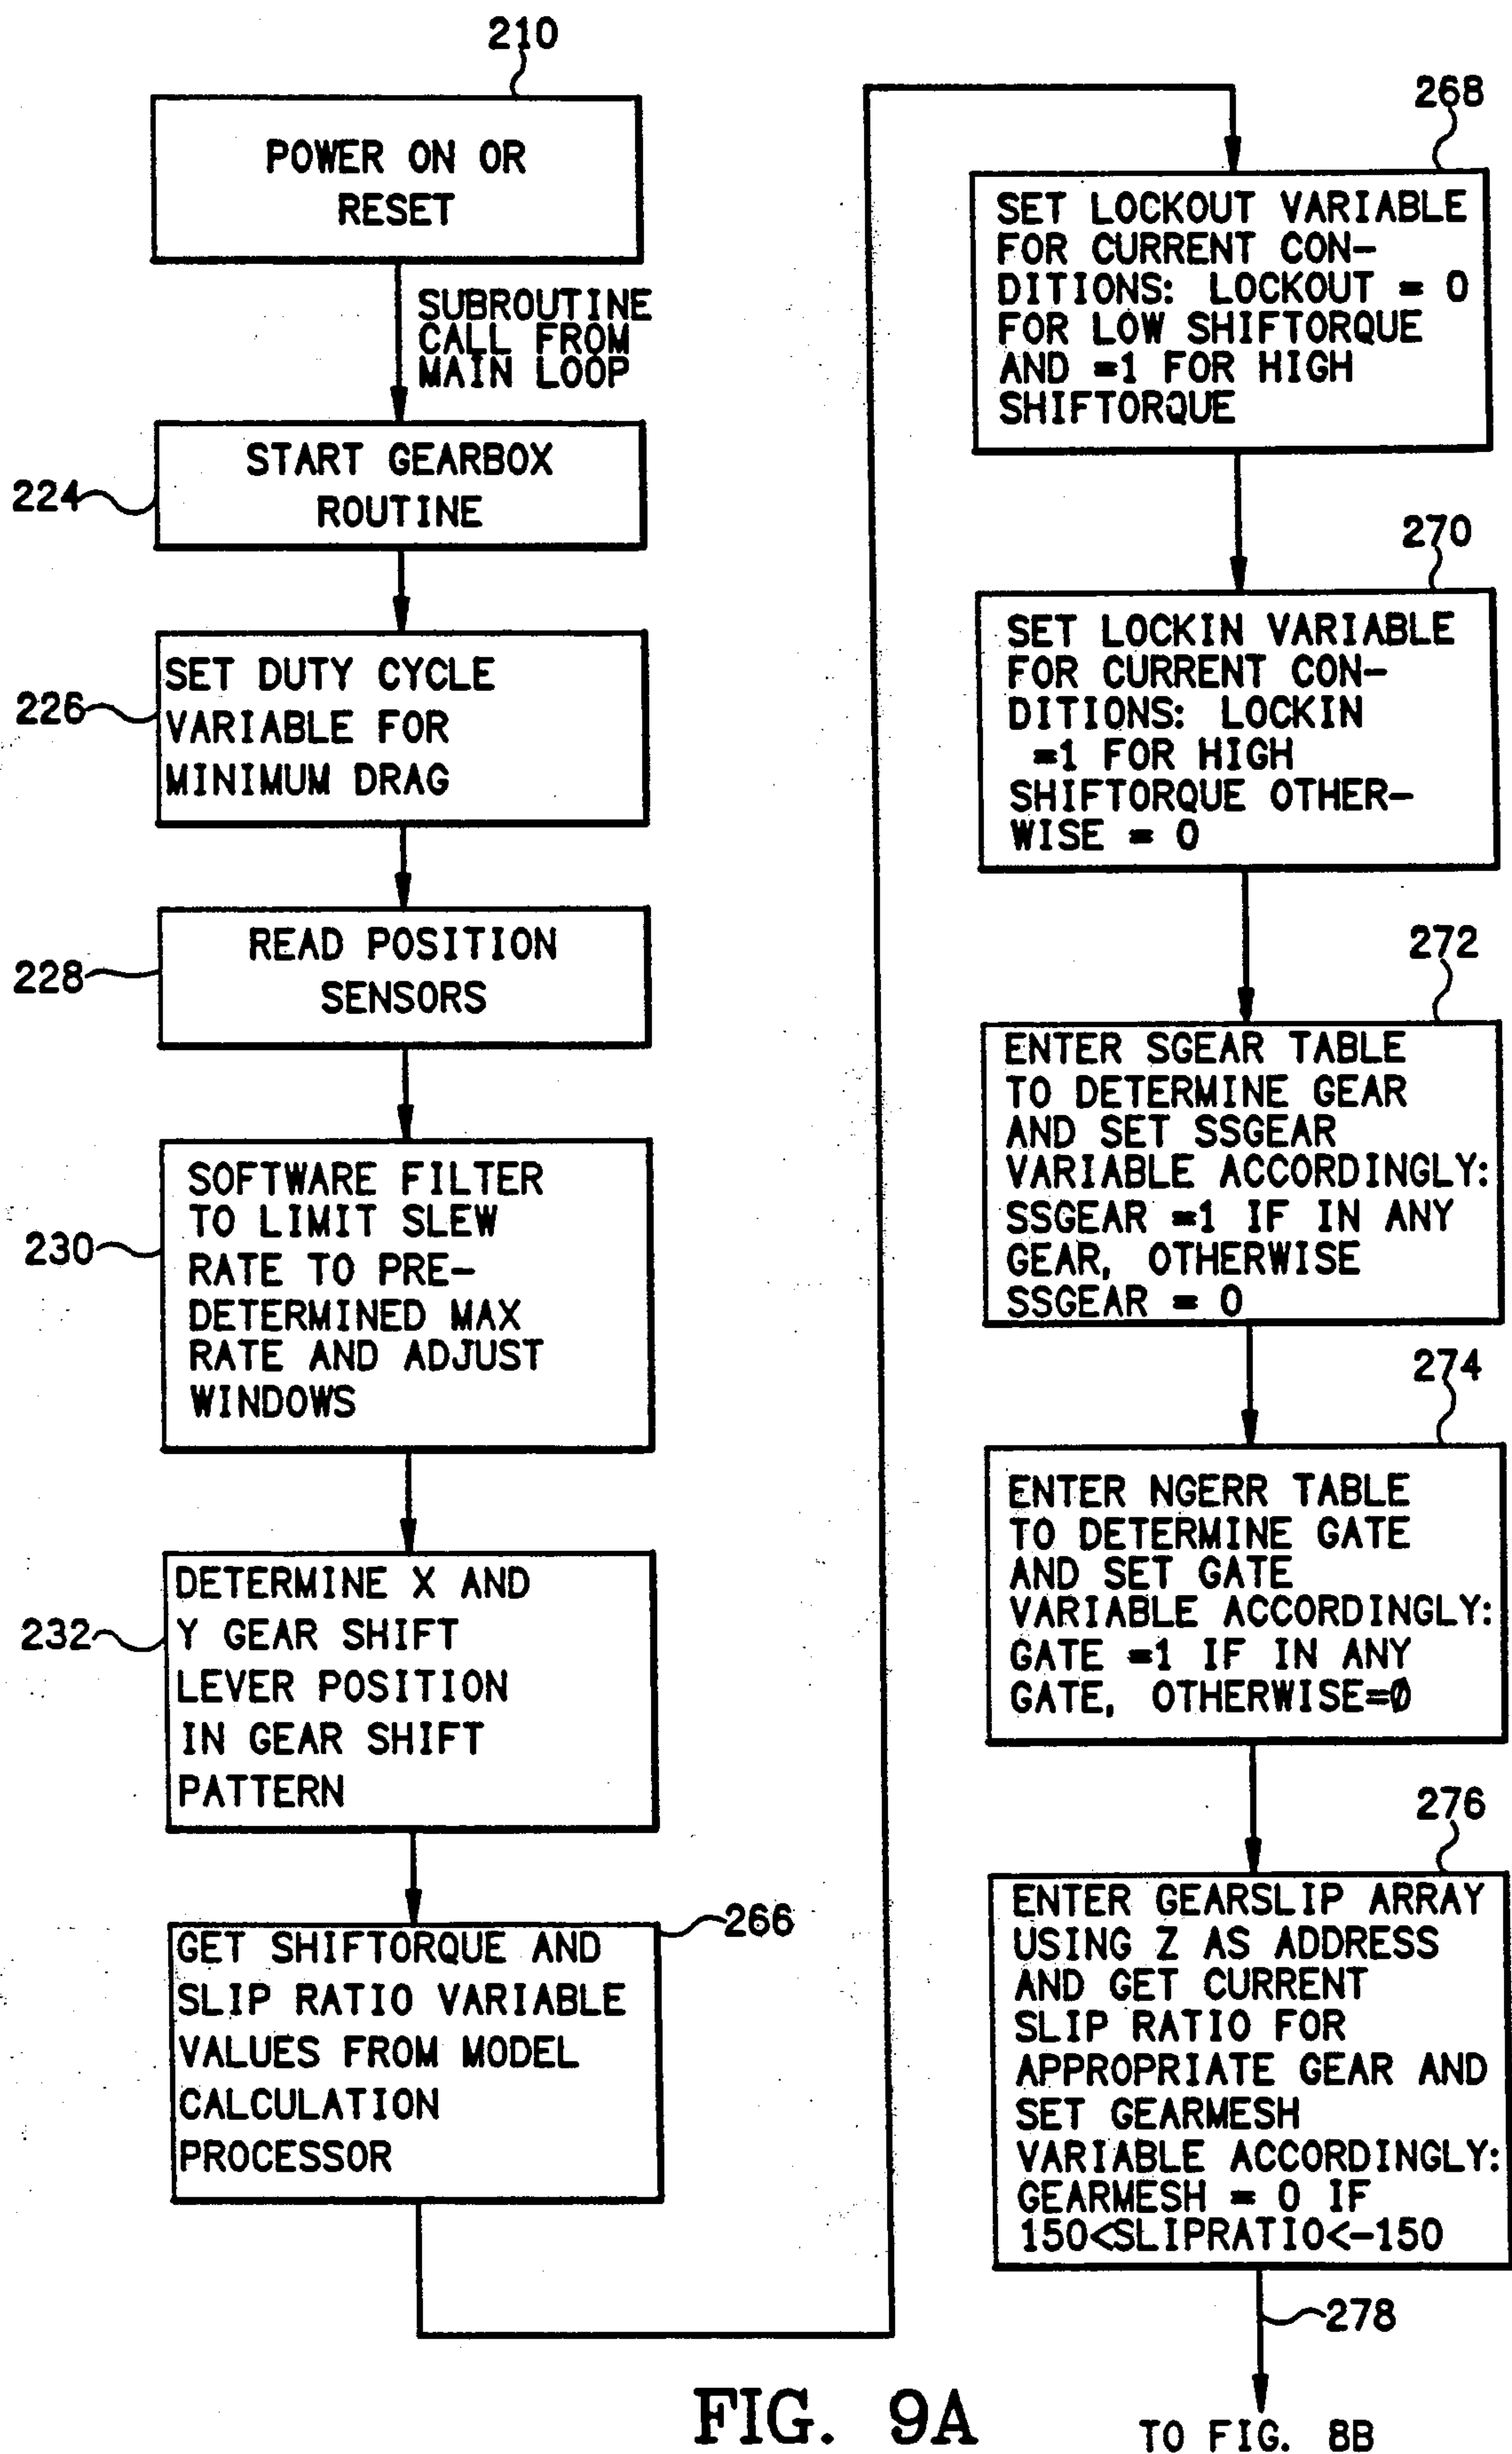 210
POWER ON OR
RESET
SUBROUTINE
CALL FROM
MAIN LOOP
224
START GEARBOX
ROUTINE
226
SET DUTY CYCLE
VARIABLE FOR
MINIMUM DRAG
228
READ POSITION
SENSORS
230
SOFTWARE FILTER
TO LIMIT SLEW
RATE TO PRE-
DETERMINED MAX
RATE AND ADJUST
WINDOWS
232
DETERMINE X AND
Y GEAR SHIFT
LEVER POSITION
IN GEAR SHIFT
PATTERN
266
GET SHIFTORQUE AND
SLIP RATIO VARIABLE
VALUES FROM MODEL
CALCULATION
PROCESSOR
268
SET LOCKOUT VARIABLE
FOR CURRENT CON-
DITIONS: LOCKOUT = 0
FOR LOW SHIFTORQUE
AND =1 FOR HIGH
SHIFTORQUE
270
SET LOCKIN VARIABLE
FOR CURRENT CON-
DITIONS: LOCKIN
=1 FOR HIGH
SHIFTORQUE OTHER-
WISE = 0
272
ENTER SGEAR TABLE
TO DETERMINE GEAR
AND SET SSGEAR
VARIABLE ACCORDINGLY:
SSGEAR =1 IF IN ANY
GEAR, OTHERWISE
SSGEAR = 0
274
ENTER NGERR TABLE
TO DETERMINE GATE
AND SET GATE
VARIABLE ACCORDINGLY:
GATE =1 IF IN ANY
GATE, OTHERWISE=Ø
276
ENTER GEARSLIP ARRAY
USING Z AS ADDRESS
AND GET CURRENT
SLIP RATIO FOR
APPROPRIATE GEAR AND
SET GEARMESH
VARIABLE ACCORDINGLY:
GEARMESH = 0 IF
150<SLIPRATIO<-150
278
TO FIG. 8B
FIG. 9A